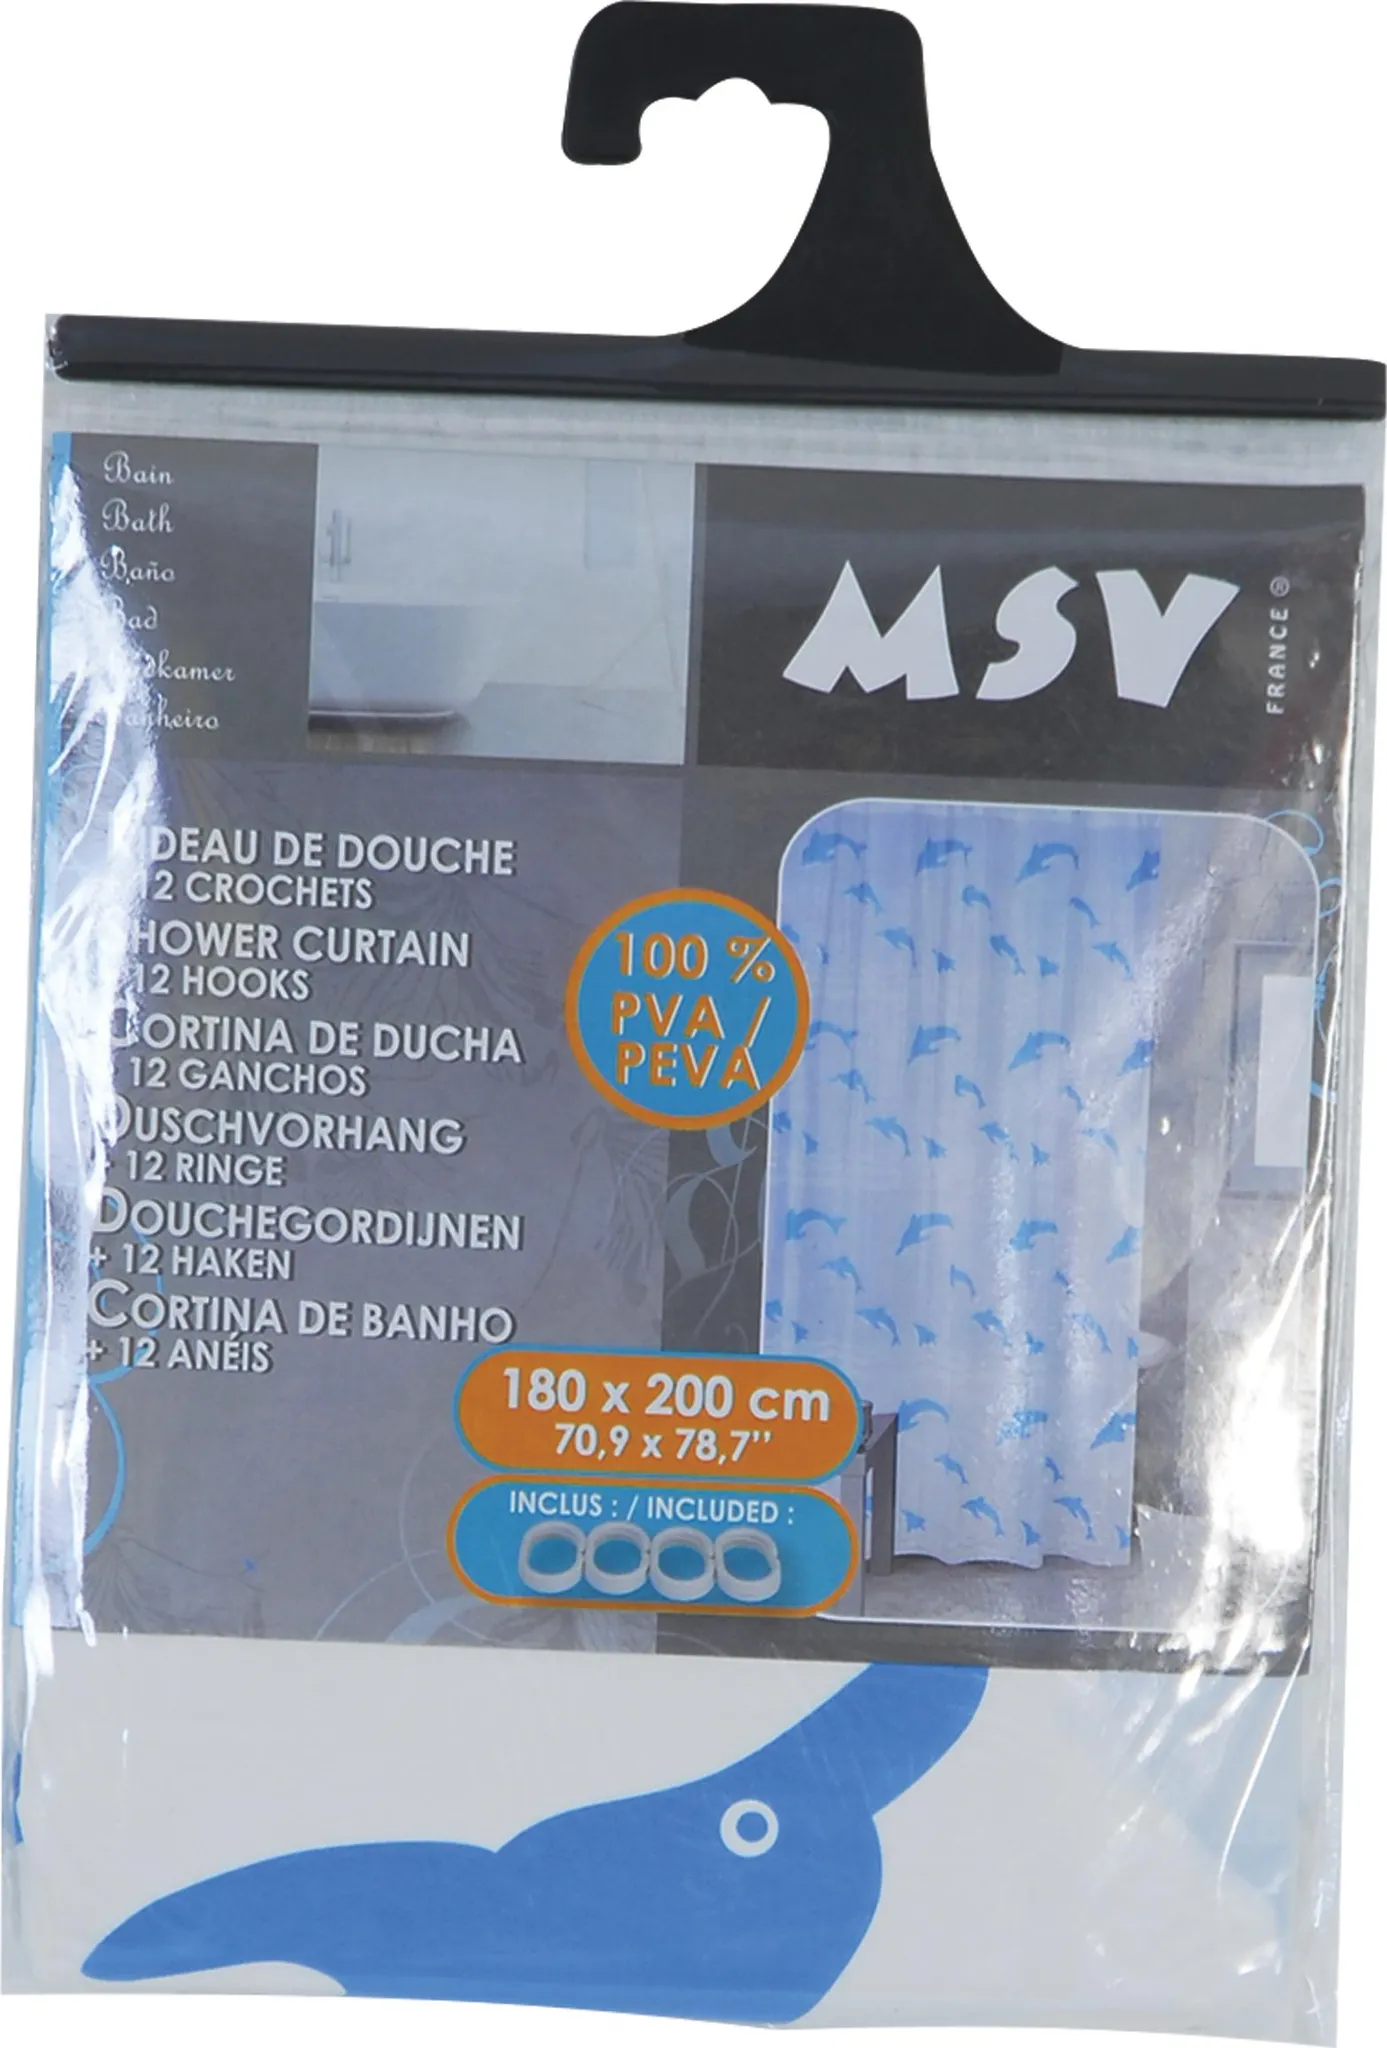 Bain
Bath
Baño
Bad
MSV
FRANCE ®
DEAU DE DOUCHE
12 CROCHETS
HOWER CURTAIN
12 HOOKS
CORTINA DE DUCHA
12 GANCHOS
DUSCHVORHANG
+ 12 RINGE
DOUCHEGORDIJNEN
+ 12 HAKEN
CORTINA DE BANHO
+ 12 ANÉIS
100 %
PVA /
PEVA
180 x 200 cm
70,9 x 78,7''
INCLUS : / INCLUDED :